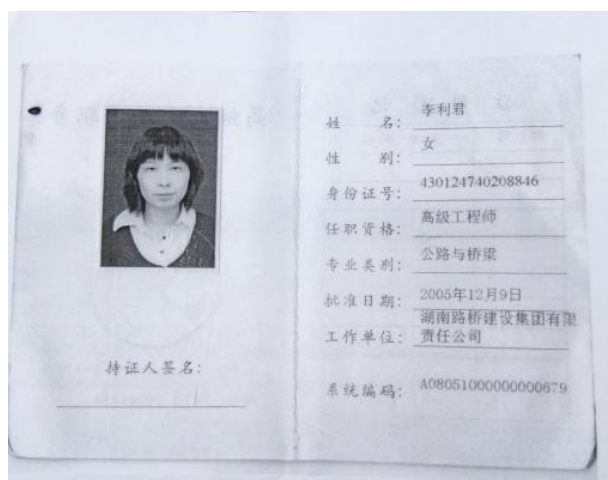 持证人签名:
姓 名: 李利君
性 别: 女
身份证号: 430124740208846
任职资格: 高级工程师
专业类别: 公路与桥梁
批准日期: 2005年12月9日
工作单位: 湖南路桥建设集团有限
责任公司
系统编码: A08051000000000679